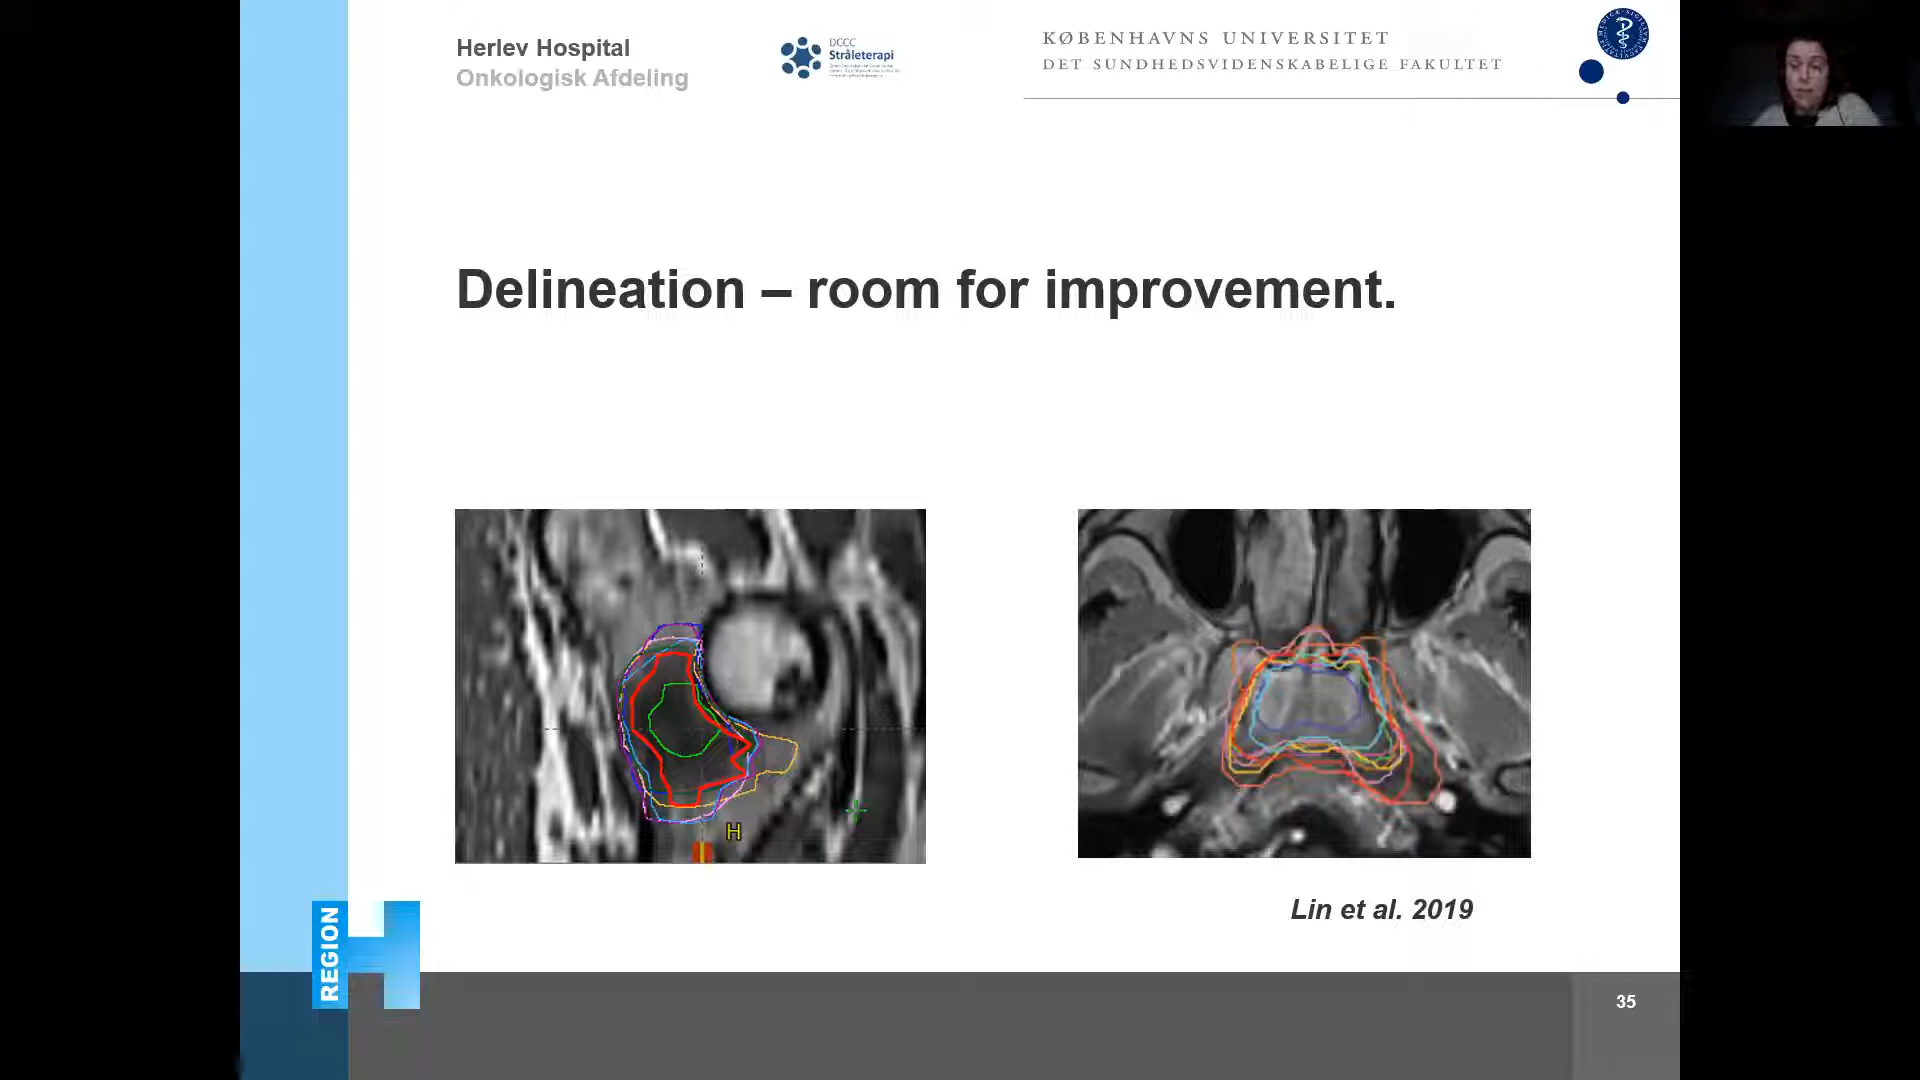 Herlev Hospital
Onkologisk Afdeling
DCCC
Stråleterapi
KØBENHAVNS UNIVERSITET
DET SUNDHEDSVIDENSKABELIGE FAKULTET
Delineation – room for improvement.
H
Lin et al. 2019
REGION
35